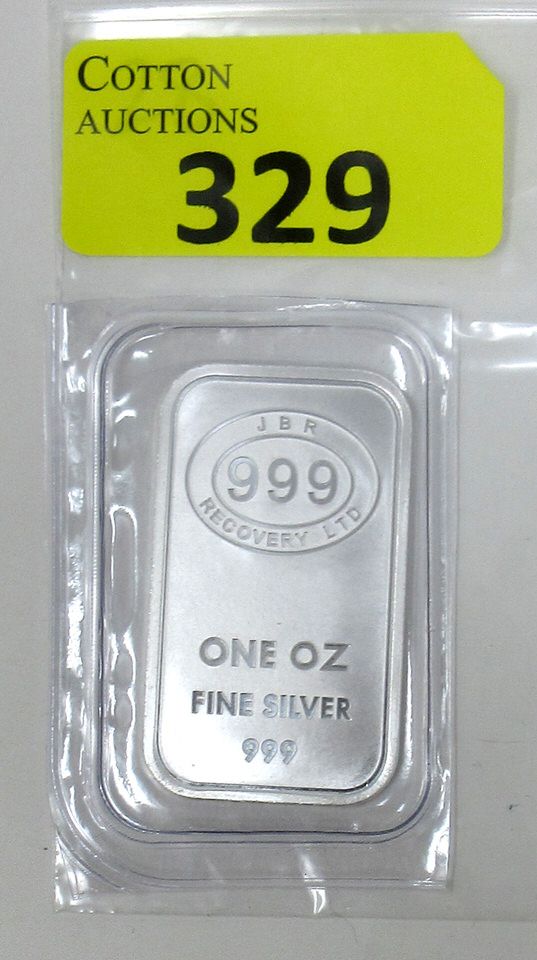 COTTON
AUCTIONS
329
JBR
999
RECOVERY LTD
ONE OZ
FINE SILVER
999